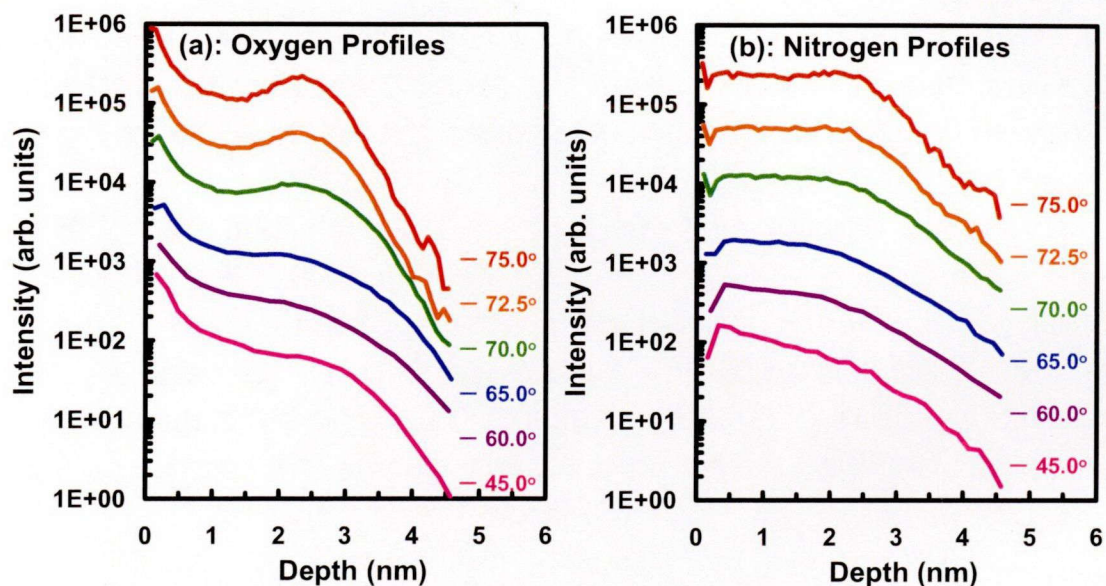 (a): Oxygen Profiles
Intensity (arb. units)
1E+06
1E+05
1E+04
1E+03
1E+02
1E+01
1E+00
— 75.0°
— 72.5°
— 70.0°
— 65.0°
— 60.0°
— 45.0°
0 1 2 3 4 5 6
Depth (nm)
(b): Nitrogen Profiles
Intensity (arb. units)
1E+06
1E+05
1E+04
1E+03
1E+02
1E+01
1E+00
— 75.0°
— 72.5°
— 70.0°
— 65.0°
— 60.0°
— 45.0°
0 1 2 3 4 5 6
Depth (nm)